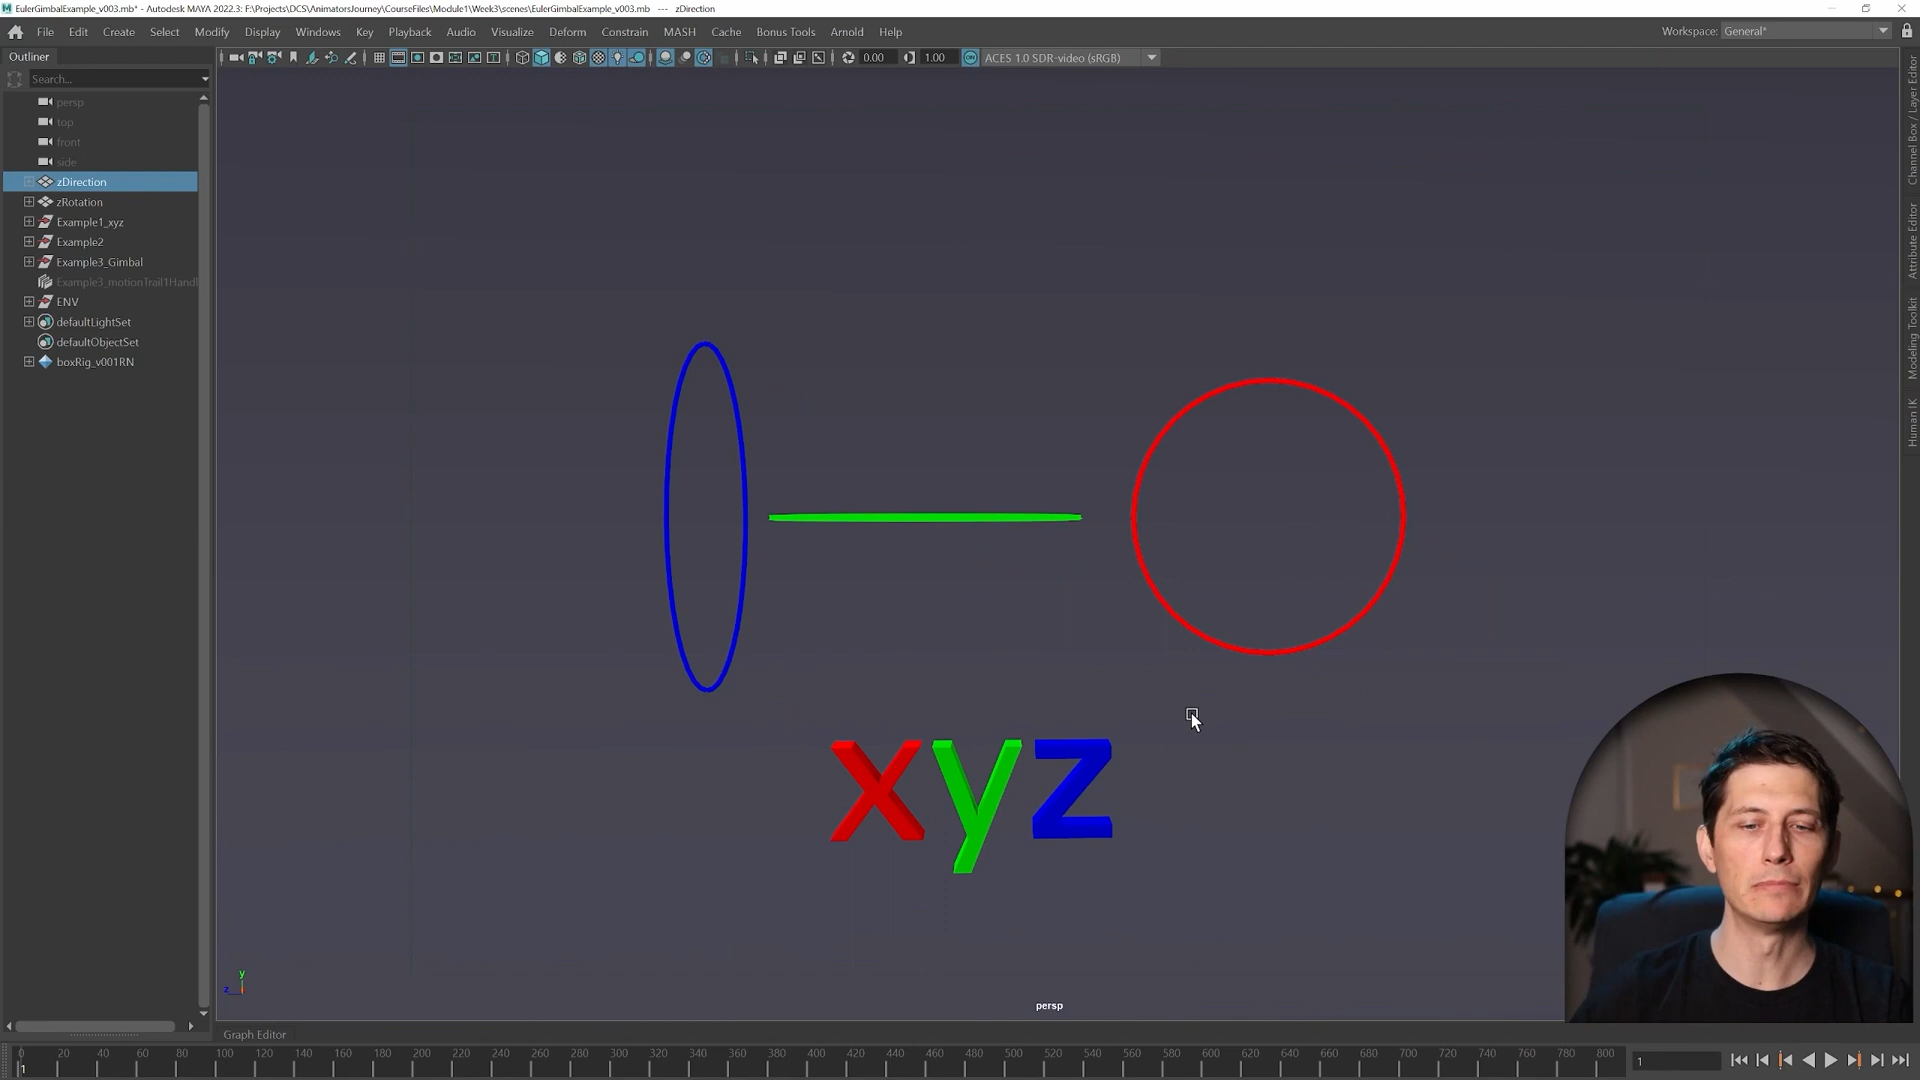 EulerGimbalExample_v003.mb* - Autodesk MAYA 2022.3: F:\Projects\DCS\AnimatorsJourney\CourseFiles\Module1\Week3\scenes\EulerGimbalExample_v003.mb --- zDirection
File Edit Create Select Modify Display Windows Key Playback Audio Visualize Deform Constrain MASH Cache Bonus Tools Arnold Help
Workspace: General*
Outliner
0.00 1.00 ON ACES 1.0 SDR-video (sRGB)
Search...
persp
top
front
side
zDirection
zRotation
Example1_xyz
Example2
Example3_Gimbal
Example3_motionTrail1Handl
ENV
defaultLightSet
defaultObjectSet
boxRig_v001RN
Channel Box / Layer Editor
Attribute Editor
Modeling Toolkit
Human IK
xyz
y
z
persp
Graph Editor
0 20 40 60 80 100 120 140 160 180 200 220 240 260 280 300 320 340 360 380 400 420 440 460 480 500 520 540 560 580 600 620 640 660 680 700 720 740 760 780 800
1
1